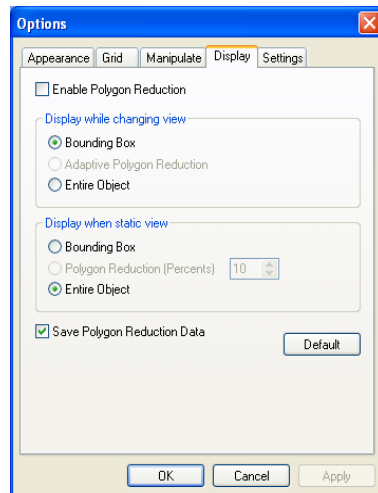 Options
Appearance Grid Manipulate Display Settings
Enable Polygon Reduction
Display while changing view
Bounding Box
Adaptive Polygon Reduction
Entire Object
Display when static view
Bounding Box
Polygon Reduction (Percents) 10
Entire Object
Save Polygon Reduction Data
Default
OK Cancel Apply